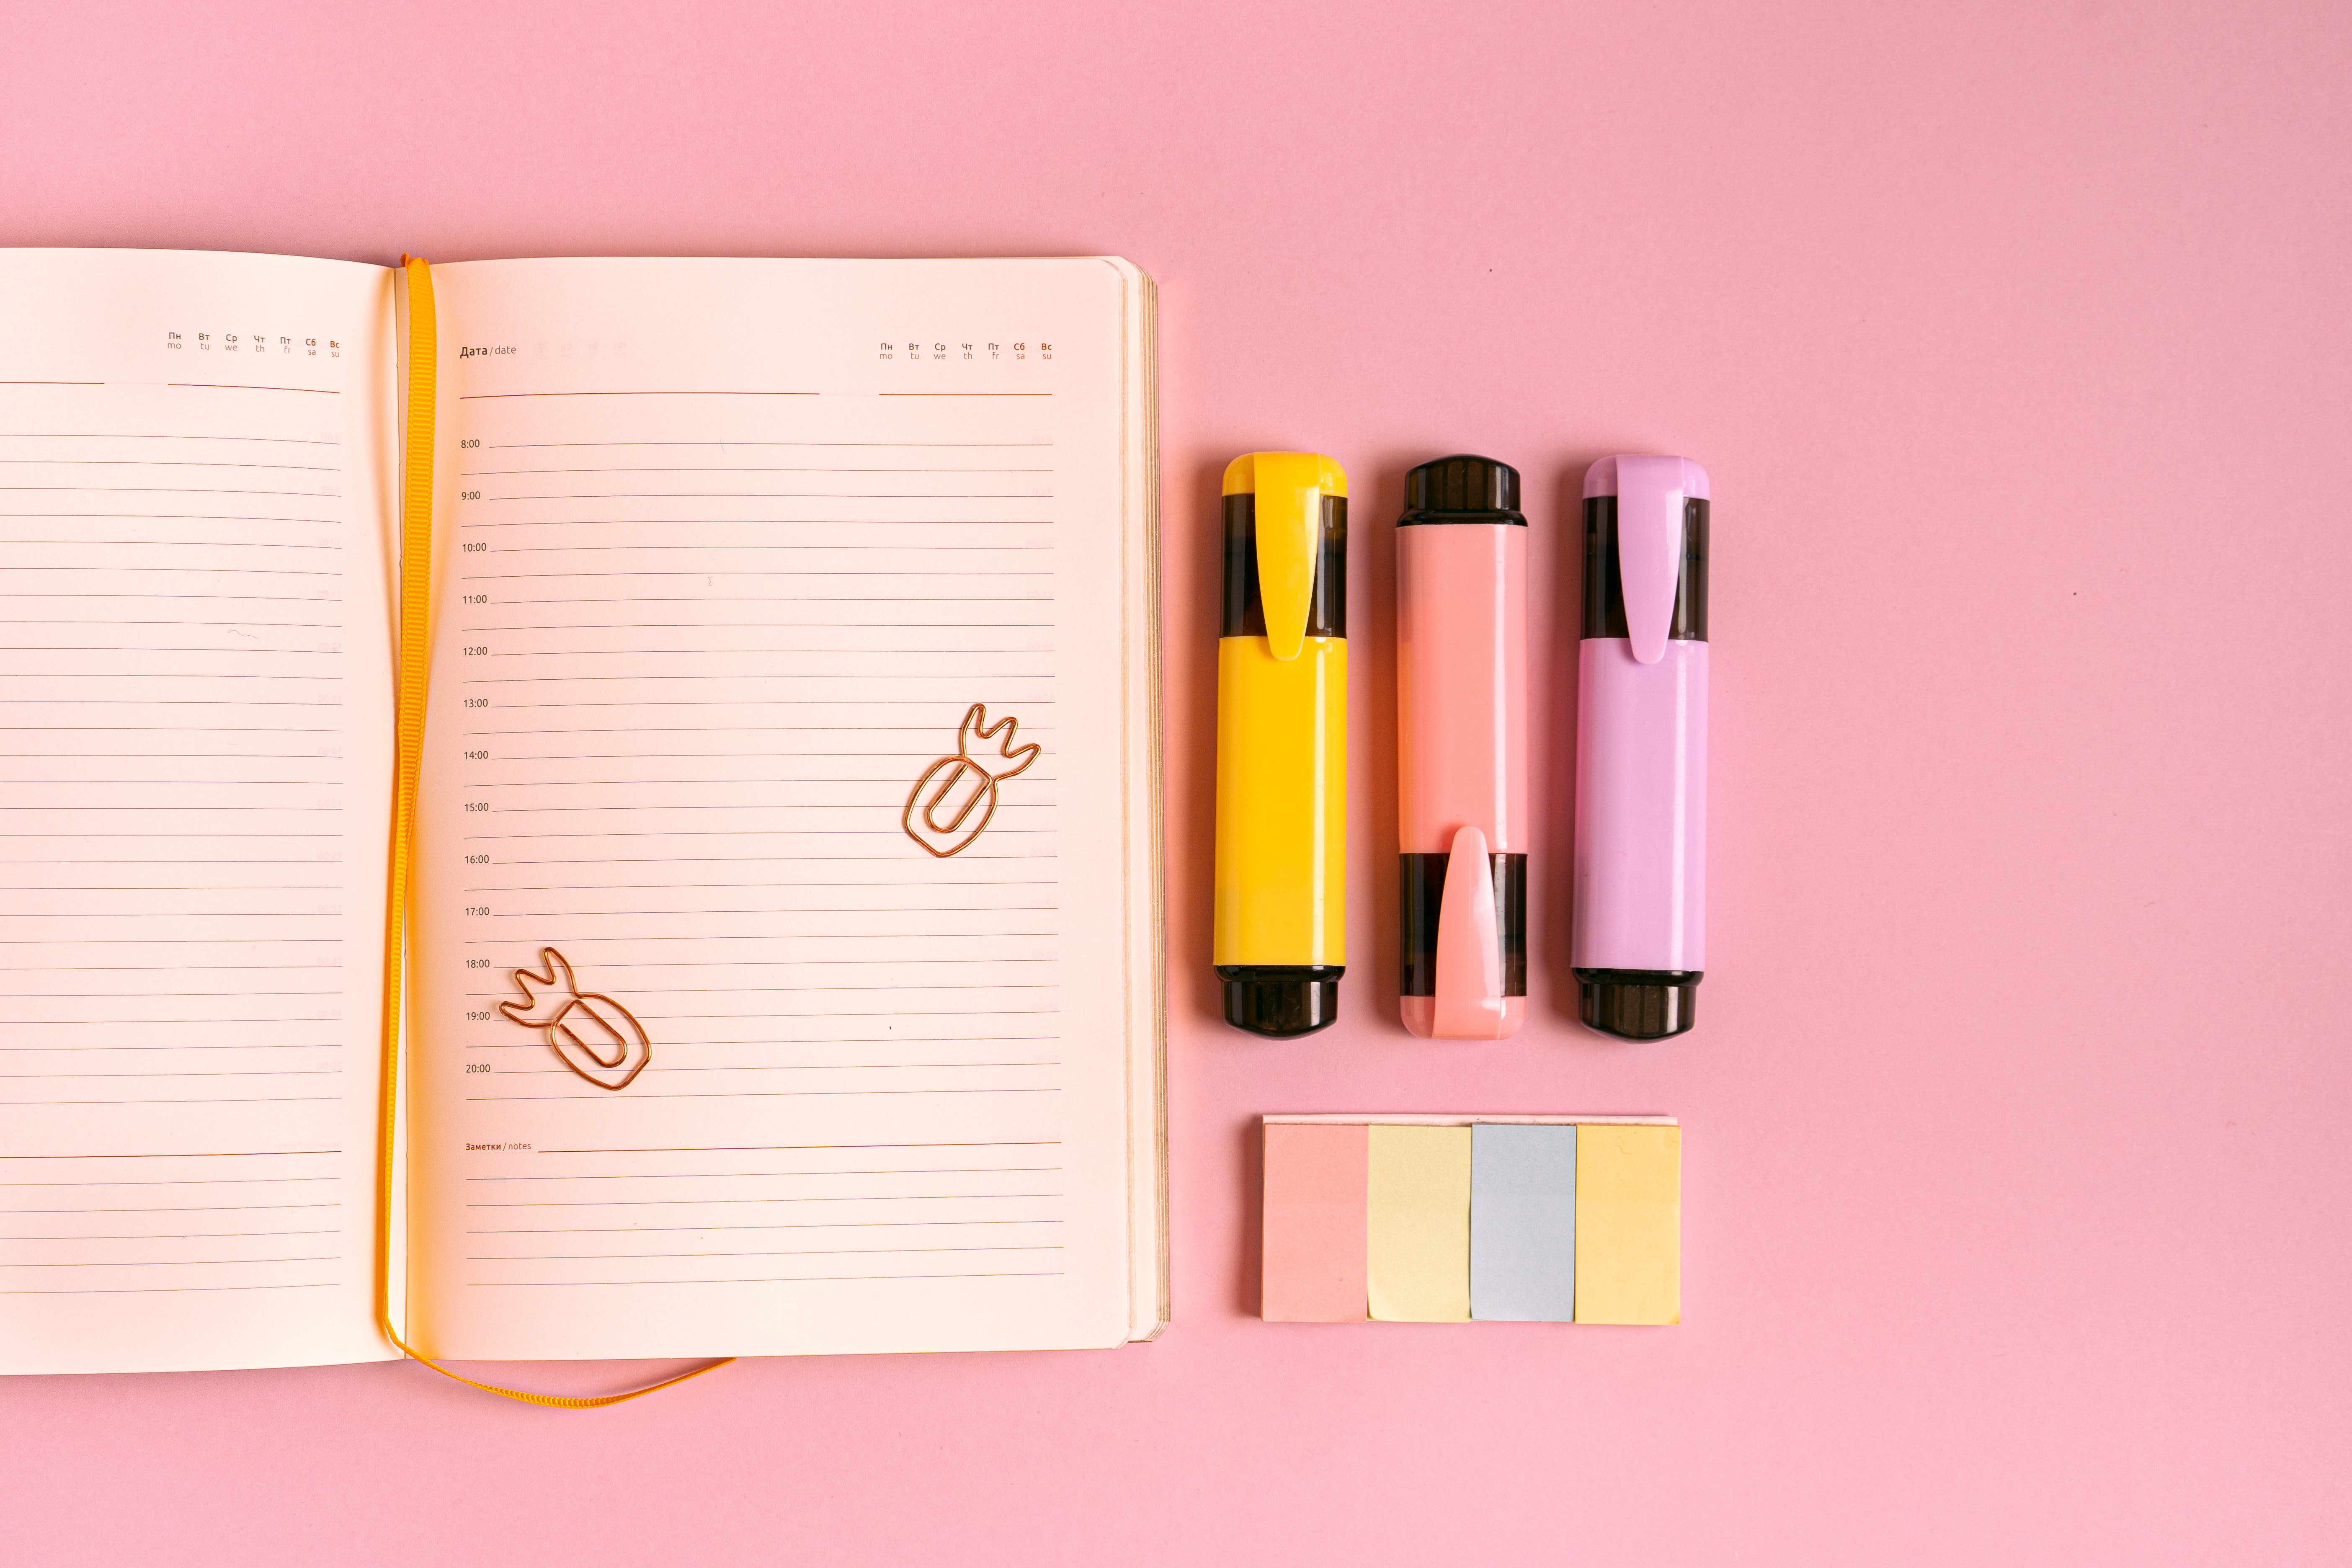 Пн Вт Ср Чт Пт Сб Вс
mo tu we th fr sa su
Дата / date
Пн Вт Ср Чт Пт Сб Вс
mo tu we th fr sa su
8:00
9:00
10:00
11:00
12:00
13:00
14:00
15:00
16:00
17:00
18:00
19:00
20:00
Заметки / notes